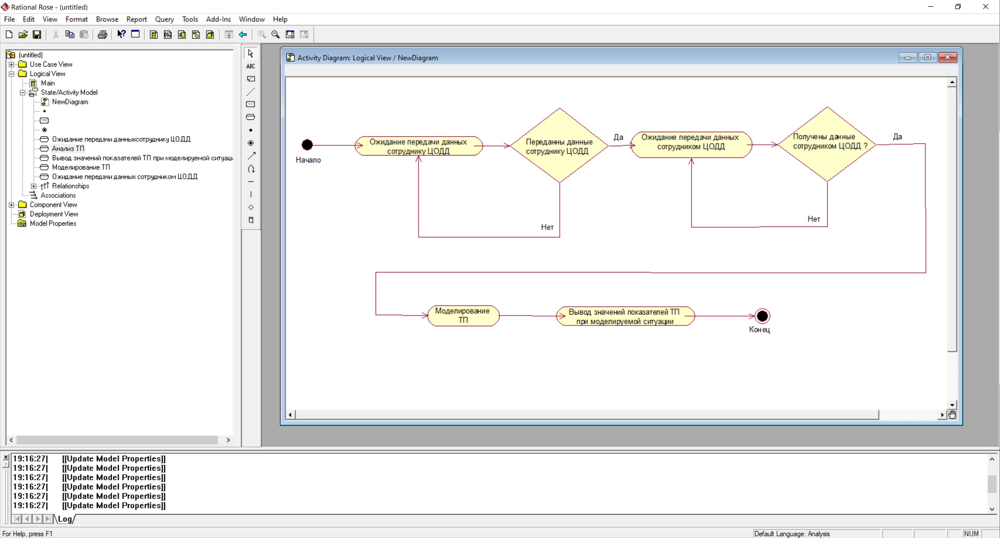 Rational Rose - (untitled)
File Edit View Format Browse Report Query Tools Add-Ins Window Help
(untitled)
Use Case View
Logical View
Main
State/Activity Model
NewDiagram
Ожидание передачи данныхсотруднику ЦОДД
Анализ ТП
Вывод значений показателей ТП при моделируемой ситуаци
Моделирование ТП
Ожидание передачи данных сотрудником ЦОДД
Relationships
Associations
Component View
Deployment View
Model Properties
ABC
Activity Diagram: Logical View / NewDiagram
Начало
Ожидание передачи данных
сотруднику ЦОДД
Переданны данные
сотруднику ЦОДД
Да
Нет
Ожидание передачи данных
сотрудником ЦОДД
Получены данные
сотрудником ЦОДД ?
Да
Нет
Моделирование
ТП
Вывод значений показателей ТП
при моделируемой ситуации
Конец
19:16:27| [[Update Model Properties]]
19:16:27| [[Update Model Properties]]
19:16:27| [[Update Model Properties]]
19:16:27| [[Update Model Properties]]
19:16:27| [[Update Model Properties]]
19:16:27| [[Update Model Properties]]
Log
For Help, press F1
Default Language: Analysis
NUM